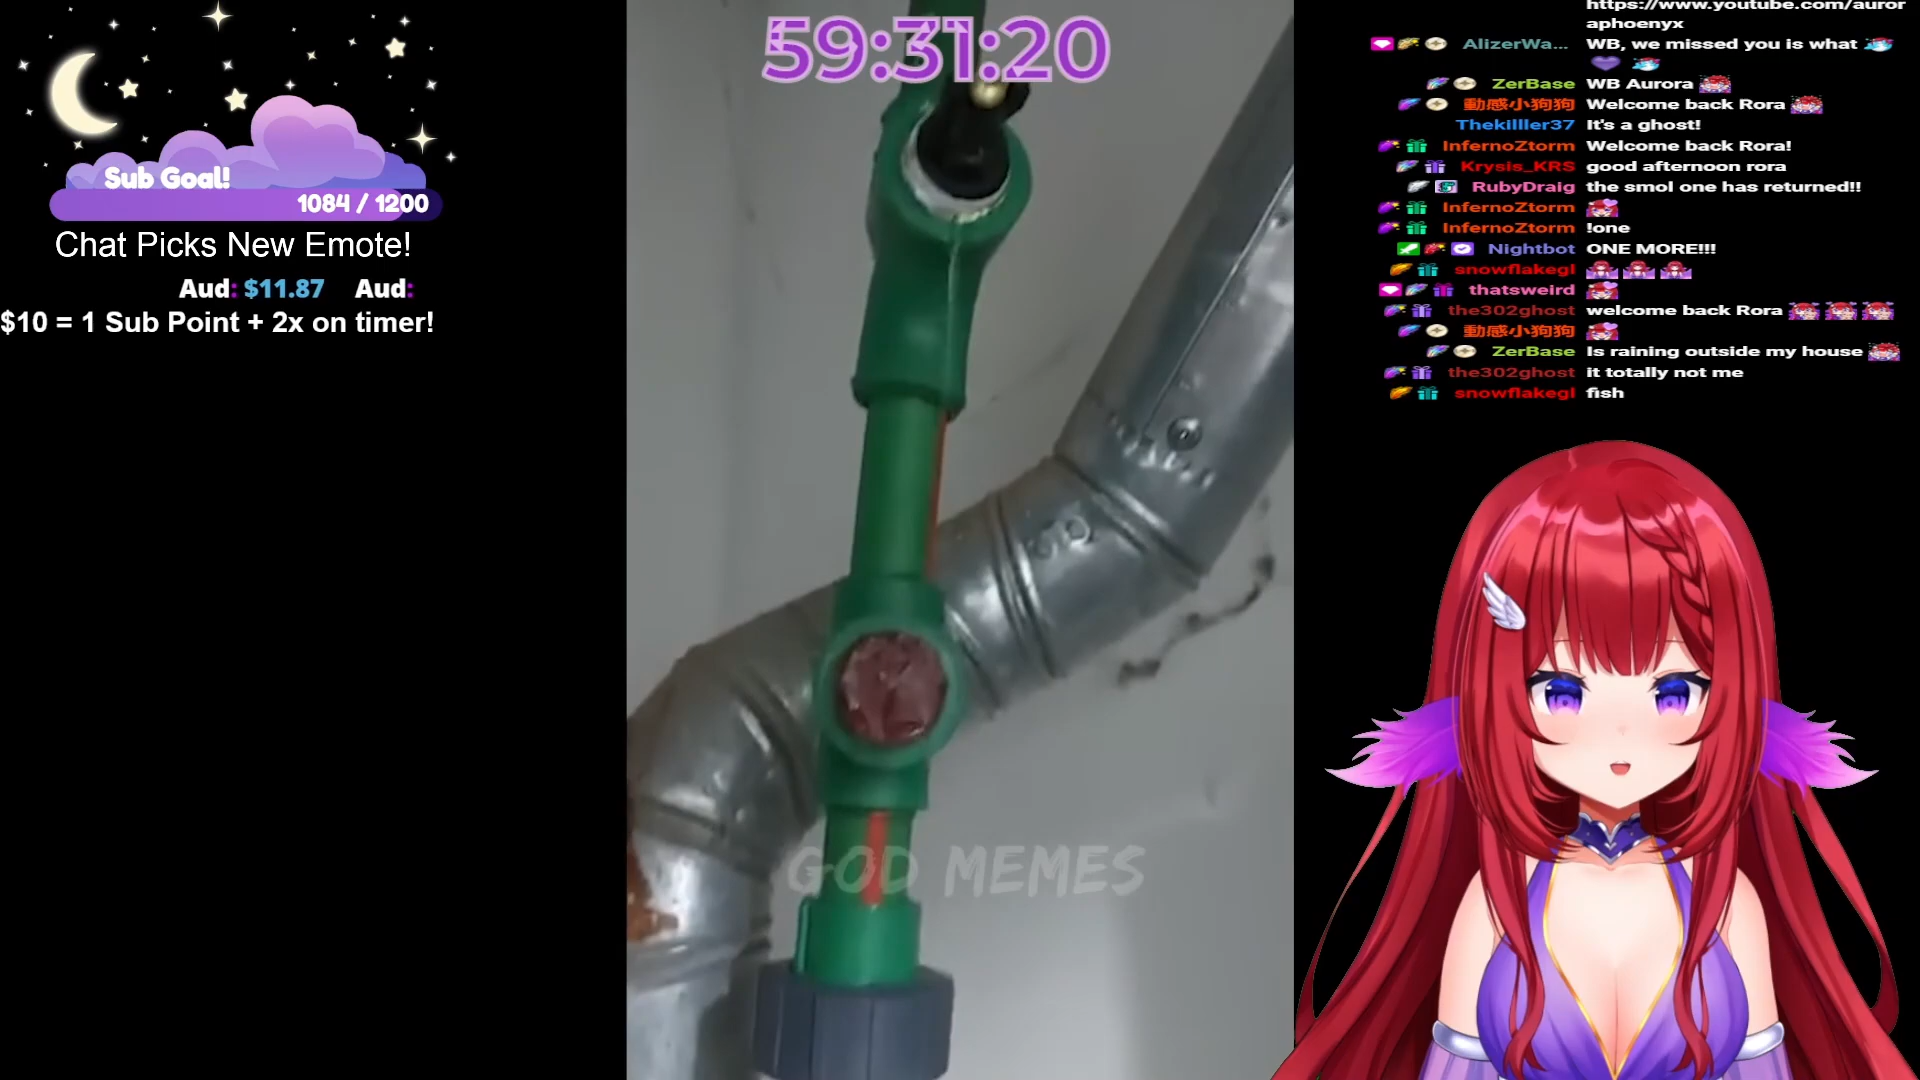 59:31:20
Sub Goal!
1084 / 1200
Chat Picks New Emote!
Aud: $11.87 Aud:
$10 = 1 Sub Point + 2x on timer!
GOD MEMES
https://www.youtube.com/auror
aphoenyx
AlizerWa... WB, we missed you is what
ZerBase WB Aurora
動感小狗狗 Welcome back Rora
Thekilller37 It's a ghost!
InfernoZtorm Welcome back Rora!
Krysis_KRS good afternoon rora
RubyDraig the smol one has returned!!
InfernoZtorm
InfernoZtorm !one
Nightbot ONE MORE!!!
snowflakegl
thatsweird
the302ghost welcome back Rora
動感小狗狗
ZerBase Is raining outside my house
the302ghost it totally not me
snowflakegl fish